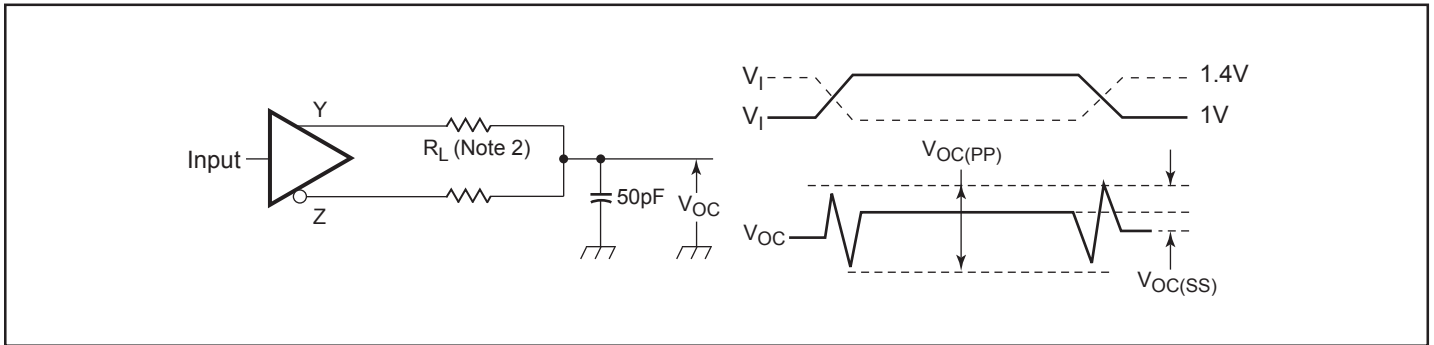 Input
Y
R_L (Note 2)
Z
50pF
V_OC
V_I
1.4V
V_I
1V
V_OC(PP)
V_OC
V_OC(SS)